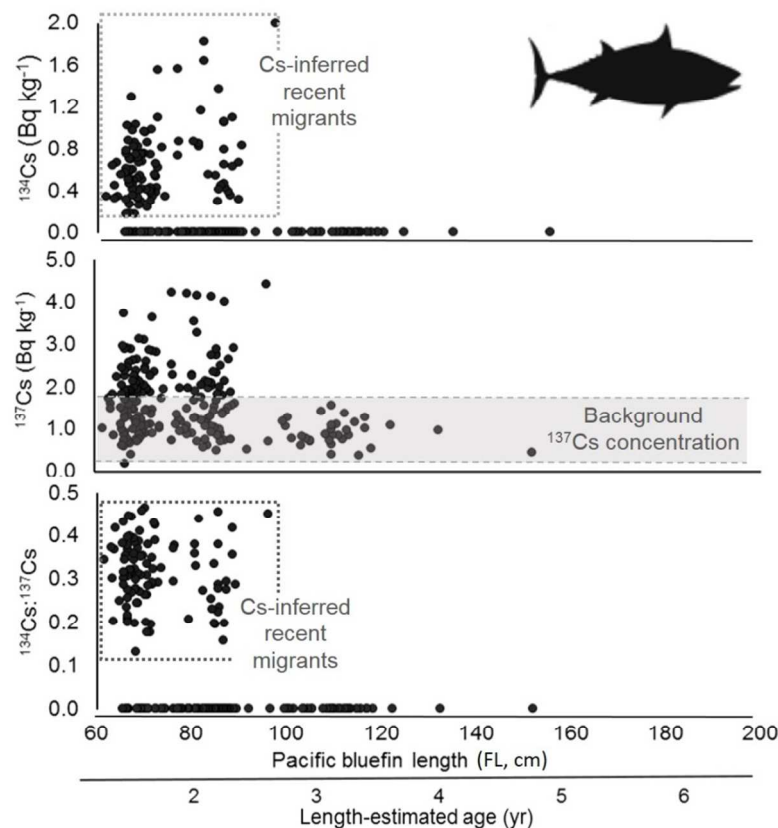 2.0
1.6
1.2
0.8
0.4
0.0
¹³⁴Cs (Bq kg⁻¹)
Cs-inferred
recent
migrants
5.0
4.0
3.0
2.0
1.0
0.0
¹³⁷Cs (Bq kg⁻¹)
Background
¹³⁷Cs concentration
0.5
0.4
0.3
0.2
0.1
0.0
¹³⁴Cs:¹³⁷Cs
Cs-inferred
recent
migrants
60 80 100 120 140 160 180 200
Pacific bluefin length (FL, cm)
2 3 4 5 6
Length-estimated age (yr)